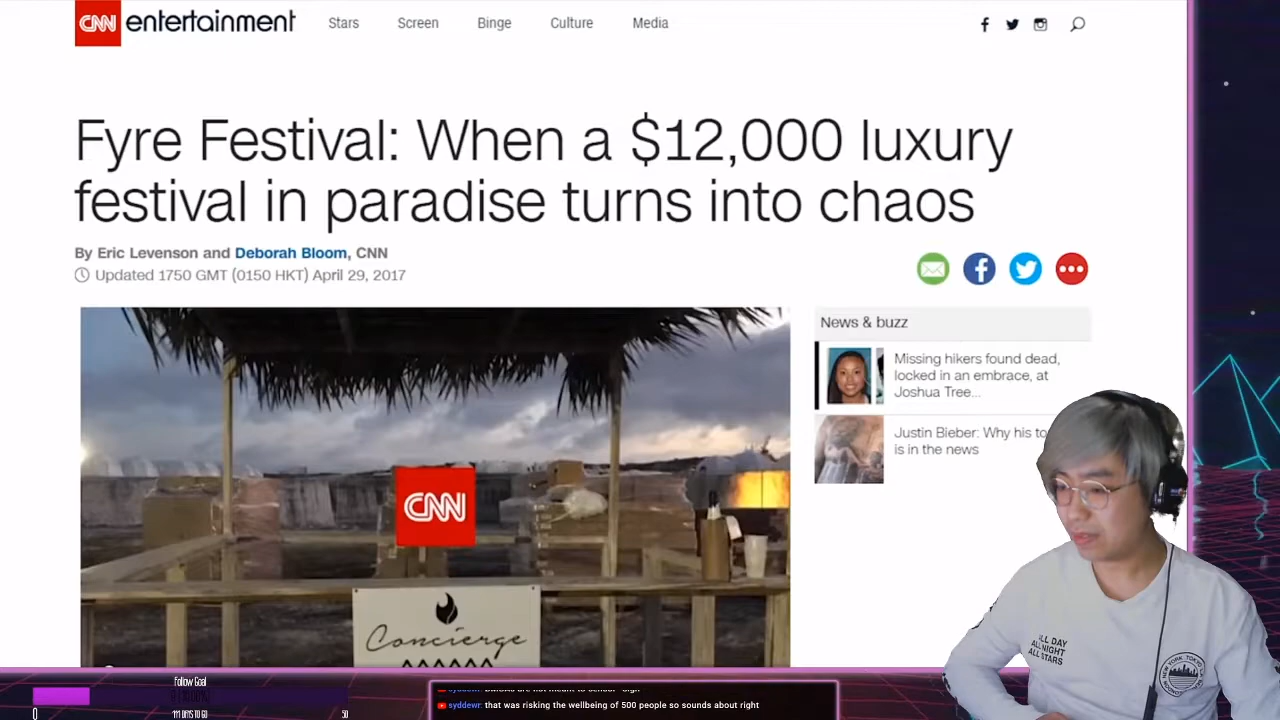 CNN entertainment
Stars
Screen
Binge
Culture
Media
Fyre Festival: When a $12,000 luxury
festival in paradise turns into chaos
By Eric Levenson and Deborah Bloom, CNN
Updated 1750 GMT (0150 HKT) April 29, 2017
News & buzz
Missing hikers found dead,
locked in an embrace, at
Joshua Tree...
Justin Bieber: Why his
is in the news
CNN
Concierge
ALL DAY
ALL NIGHT
ALL STARS
NEW YORK
Follow Goal
0
50
syddewr: that was risking the wellbeing of 500 people so sounds about right